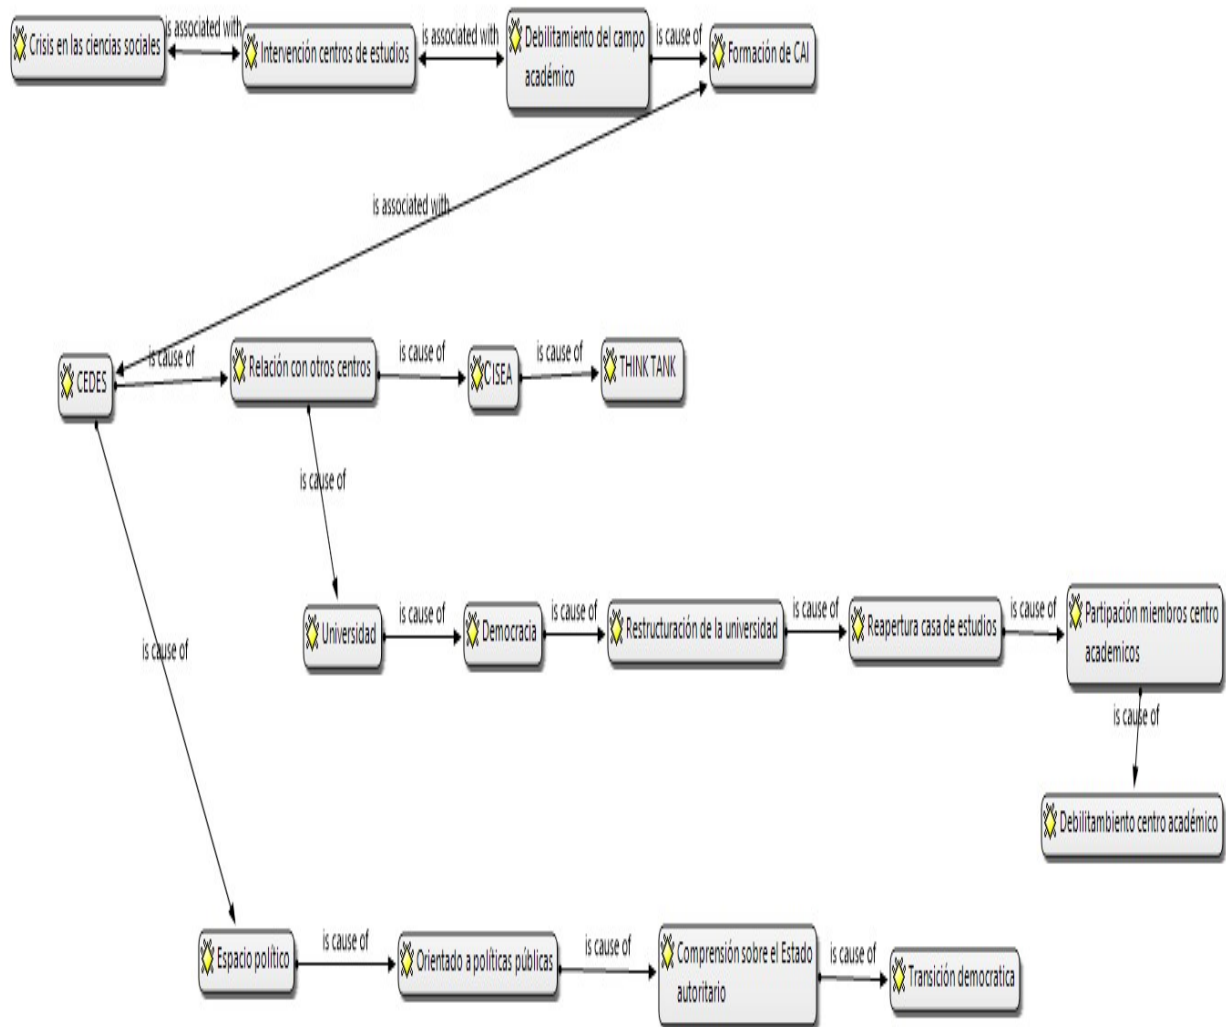 Crisis en las ciencias sociales
is associated with
Intervención centros de estudios
is associated with
Debilitamiento del campo
académico
is cause of
Formación de CAI
is associated with
CEDES
is cause of
Relación con otros centros
is cause of
CISEA
is cause of
THINK TANK
is cause of
Universidad
is cause of
Democracia
is cause of
Restructuración de la universidad
is cause of
Reapertura casa de estudios
is cause of
Partipación miembros centro
academicos
is cause of
Debilitambiento centro académico
is cause of
Espacio político
is cause of
Orientado a políticas públicas
is cause of
Comprensión sobre el Estado
autoritario
is cause of
Transición democratica